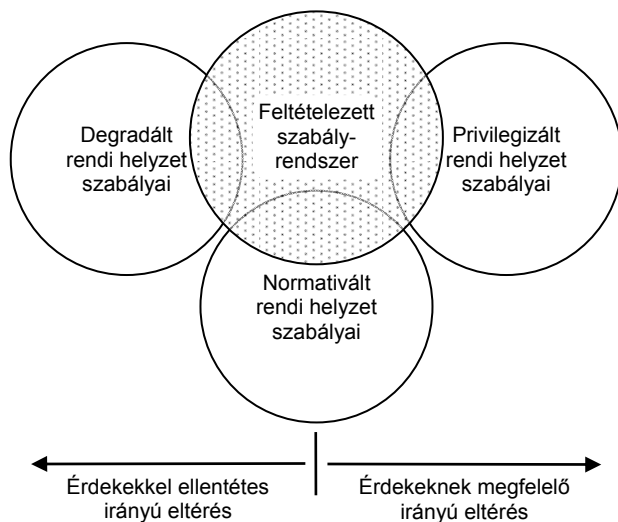 Feltételezett
szabály-
rendszer
Degradált
rendi helyzet
szabályai
Privilegizált
rendi helyzet
szabályai
Normativált
rendi helyzet
szabályai
Érdekekkel ellentétes
irányú eltérés
Érdekeknek megfelelő
irányú eltérés